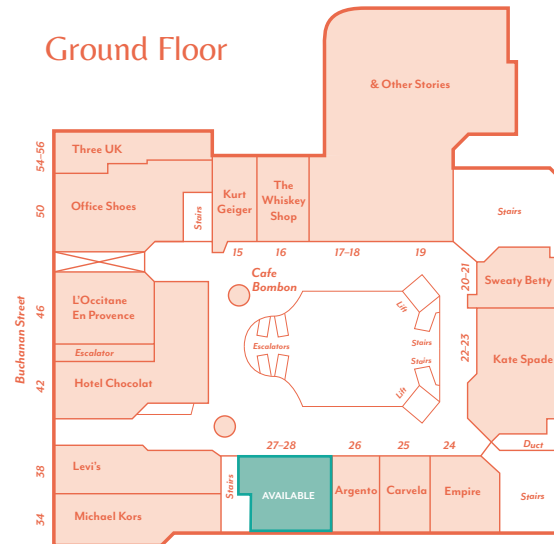 Ground Floor
& Other Stories
54–56
Three UK
50
Office Shoes
Stairs
Kurt
Geiger
The
Whiskey
Shop
Stairs
15
16
17–18
19
Cafe
Bombon
20–21
Sweaty Betty
Buchanan Street
46
L'Occitane
En Provence
Lift
Stairs
Escalators
Escalator
Stairs
22–23
Kate Spade
42
Hotel Chocolat
Lift
27–28
26
25
24
Duct
38
Levi's
Stairs
AVAILABLE
Argento
Carvela
Empire
Stairs
34
Michael Kors